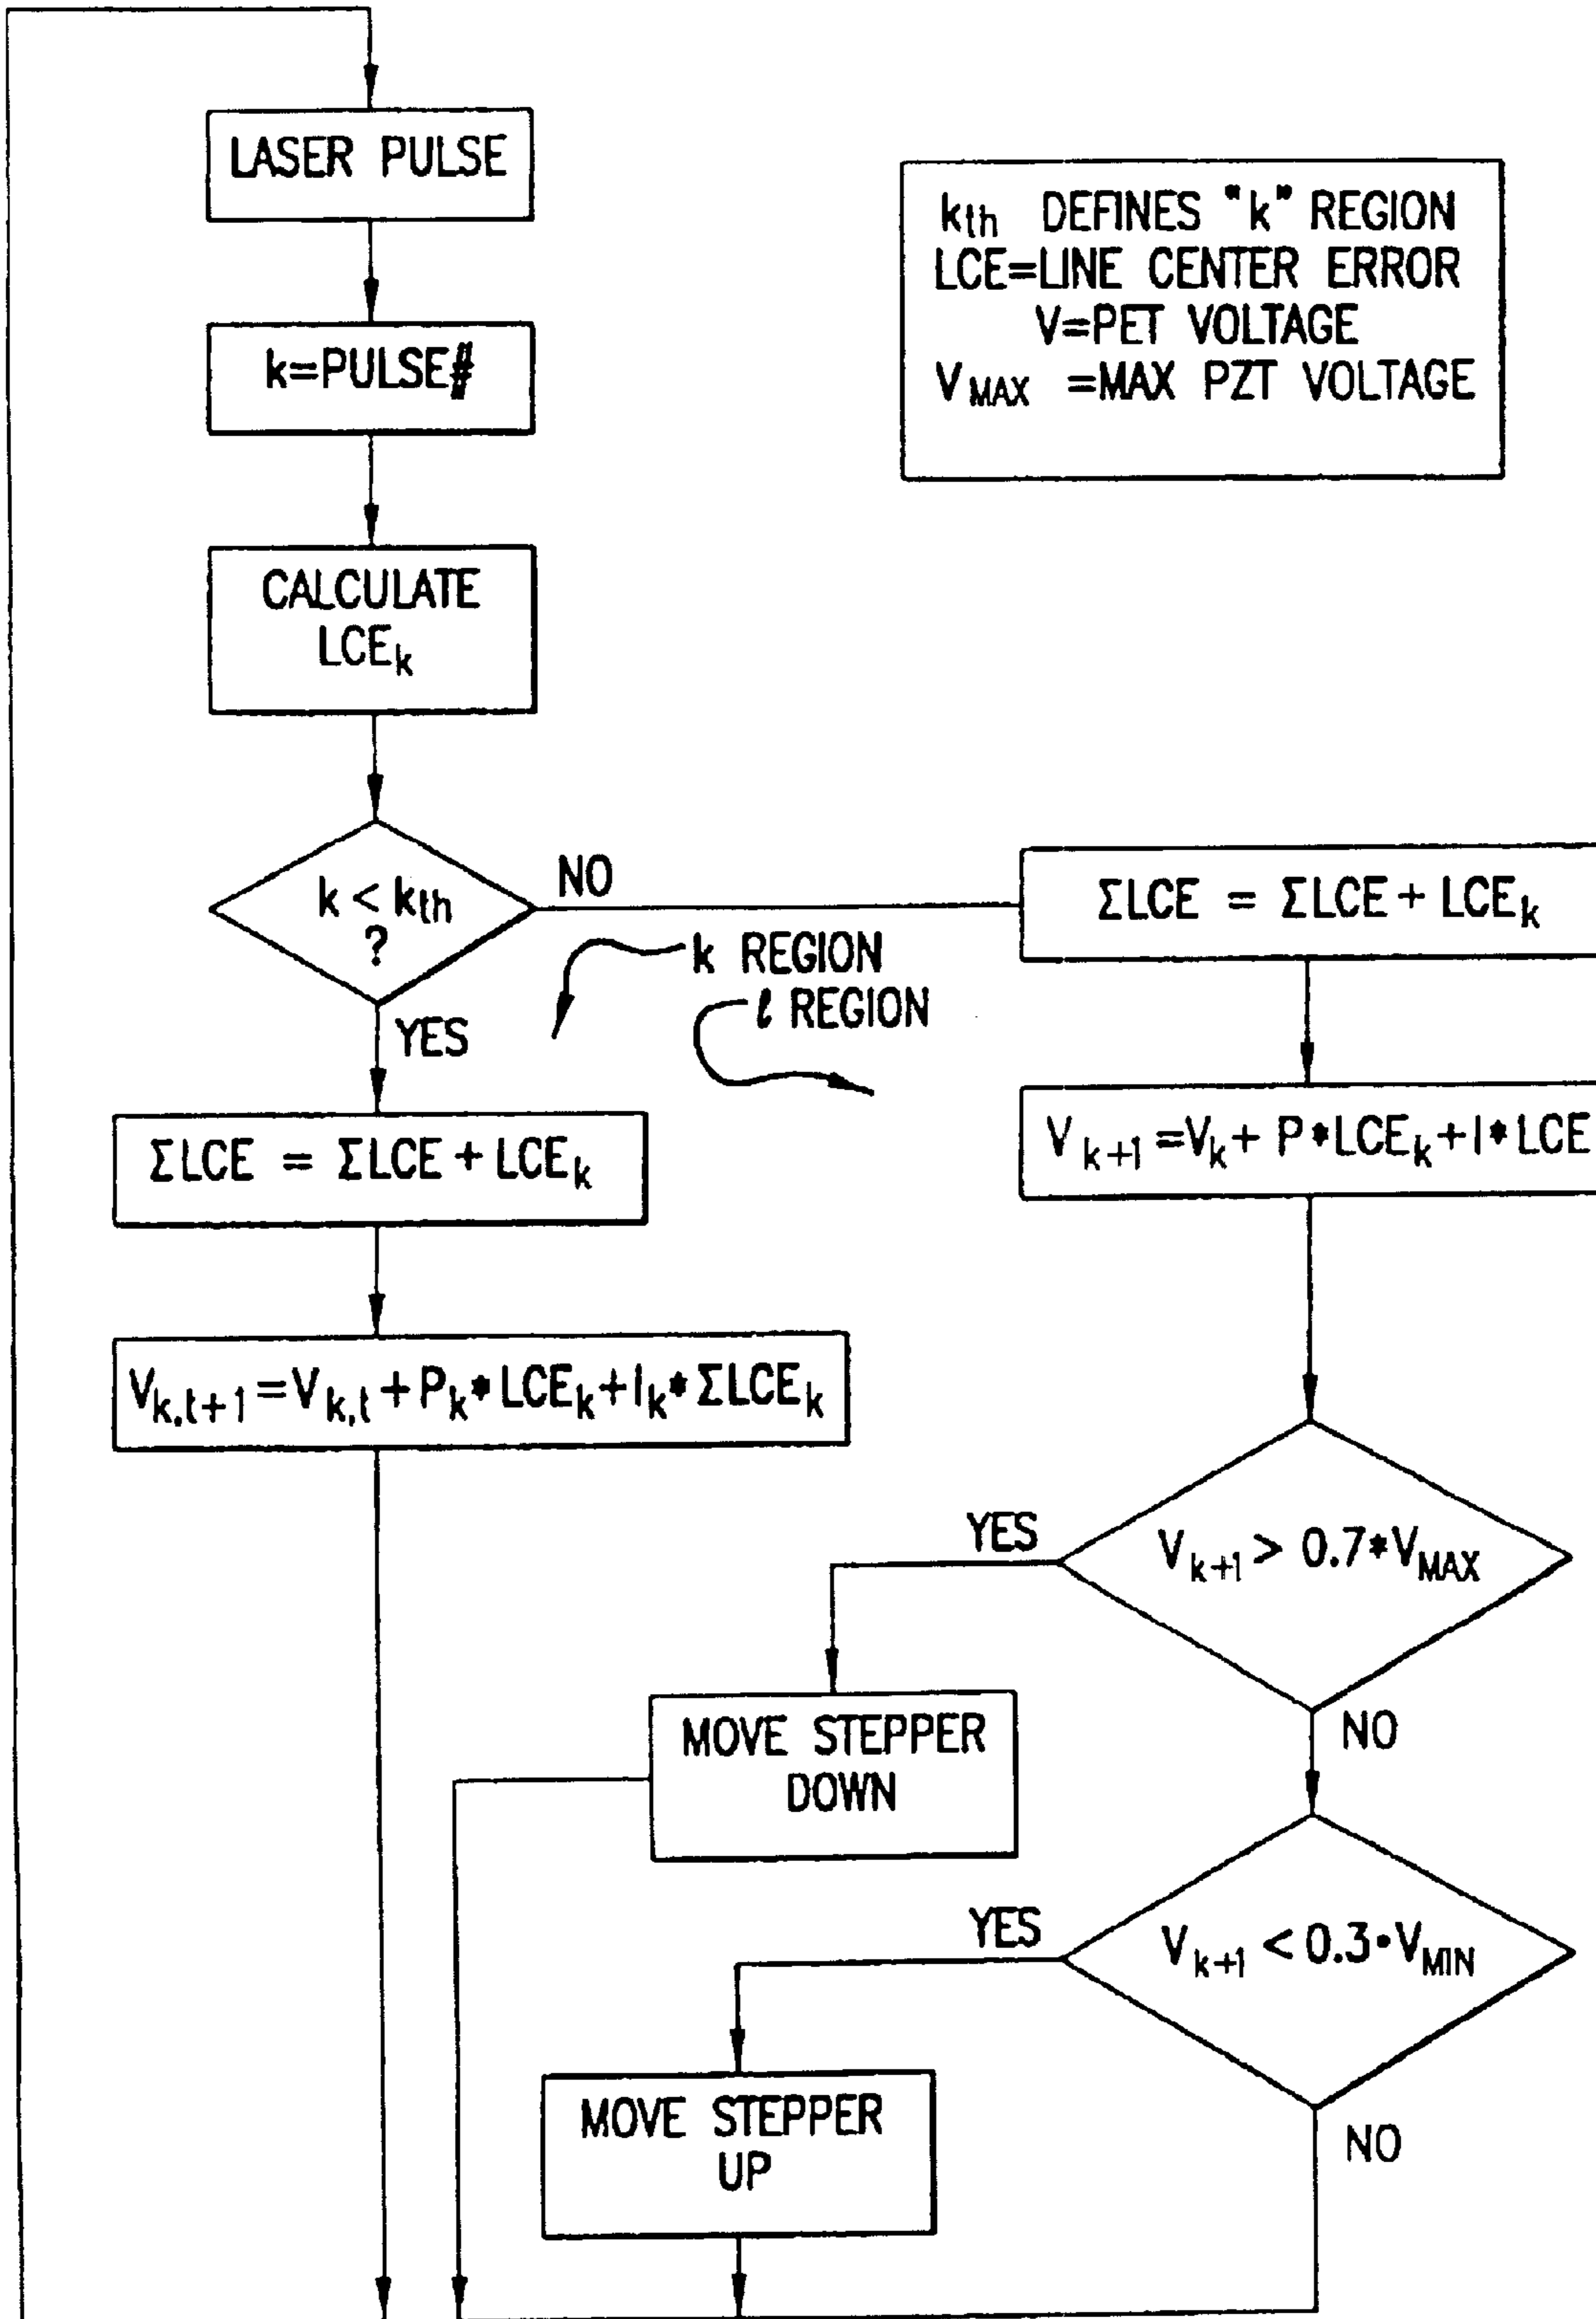 LASER PULSE
k=PULSE#
CALCULATE
LCEk
kth DEFINES "k" REGION
LCE=LINE CENTER ERROR
V=PET VOLTAGE
VMAX =MAX PZT VOLTAGE
k < kth
?
NO
YES
k REGION
ℓ REGION
ΣLCE = ΣLCE + LCEk
Vk,t+1 = Vk,t + Pk* LCEk+Ik* ΣLCEk
ΣLCE = ΣLCE + LCEk
Vk+1 =Vk+ P*LCEk+I*LCE
Vk+1 > 0.7*VMAX
YES
NO
MOVE STEPPER
DOWN
Vk+1 < 0.3·VMIN
YES
NO
MOVE STEPPER
UP